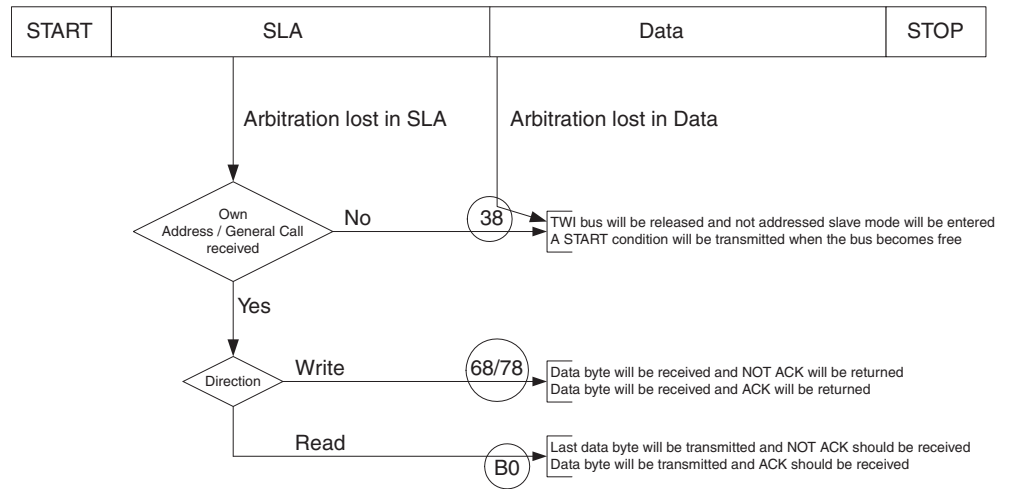 START SLA Data STOP
Arbitration lost in SLA Arbitration lost in Data
Own
Address / General Call
received
No
38
TWI bus will be released and not addressed slave mode will be entered
A START condition will be transmitted when the bus becomes free
Yes
Direction
Write
68/78
Data byte will be received and NOT ACK will be returned
Data byte will be received and ACK will be returned
Read
B0
Last data byte will be transmitted and NOT ACK should be received
Data byte will be transmitted and ACK should be received